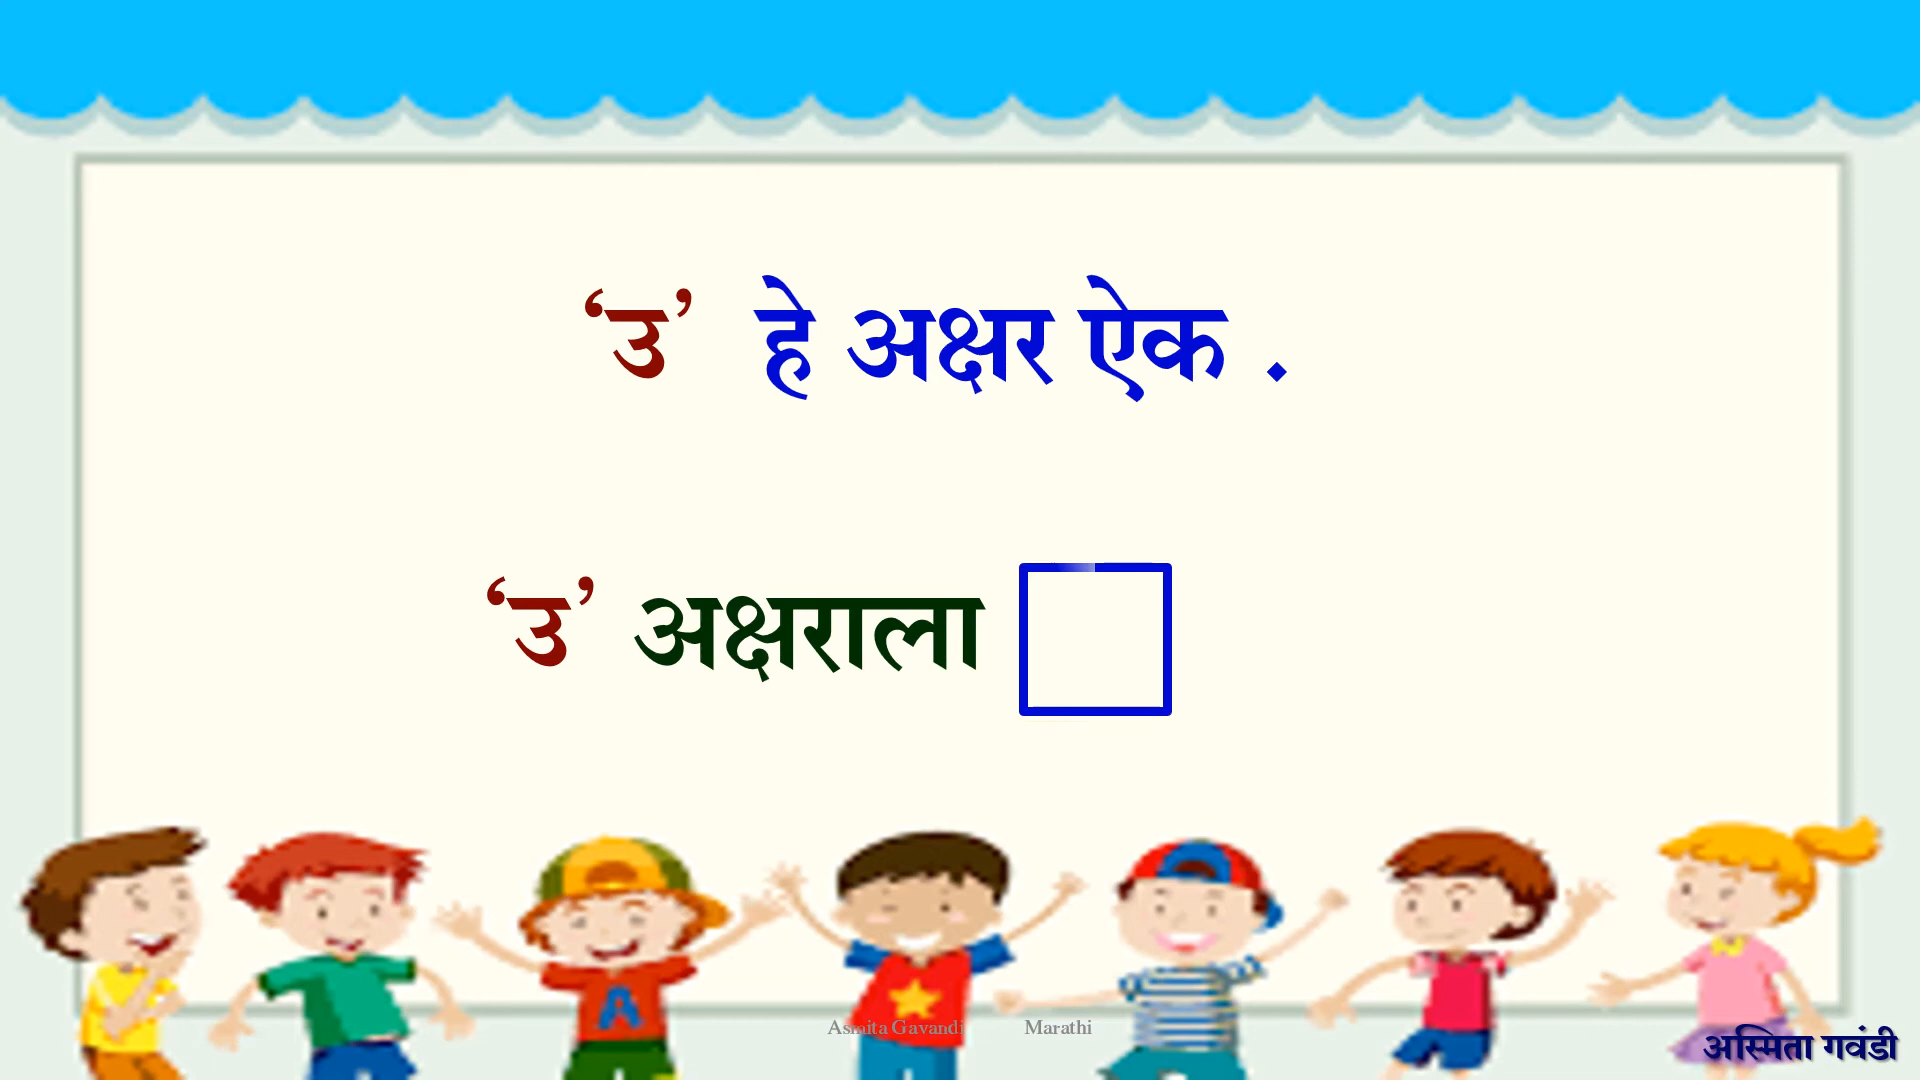 ‘उ’ हे अक्षर ऐक .
‘उ’ अक्षराला
Asmita Gavandi Marathi
अस्मिता गवंडी